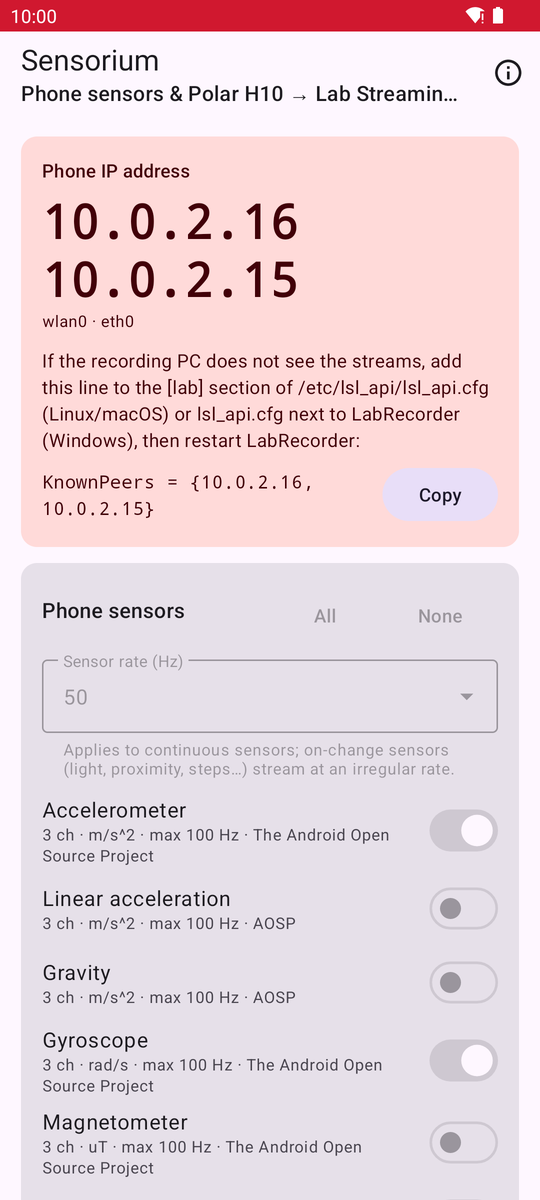 10:00
Sensorium
Phone sensors & Polar H10 → Lab Streamin…
Phone IP address
10.0.2.16
10.0.2.15
wlan0 · eth0
If the recording PC does not see the streams, add
this line to the [lab] section of /etc/lsl_api/lsl_api.cfg
(Linux/macOS) or lsl_api.cfg next to LabRecorder
(Windows), then restart LabRecorder:
KnownPeers = {10.0.2.16,
10.0.2.15}
Copy
Phone sensors
All
None
Sensor rate (Hz)
50
Applies to continuous sensors; on-change sensors
(light, proximity, steps…) stream at an irregular rate.
Accelerometer
3 ch · m/s^2 · max 100 Hz · The Android Open
Source Project
Linear acceleration
3 ch · m/s^2 · max 100 Hz · AOSP
Gravity
3 ch · m/s^2 · max 100 Hz · AOSP
Gyroscope
3 ch · rad/s · max 100 Hz · The Android Open
Source Project
Magnetometer
3 ch · uT · max 100 Hz · The Android Open
Source Project